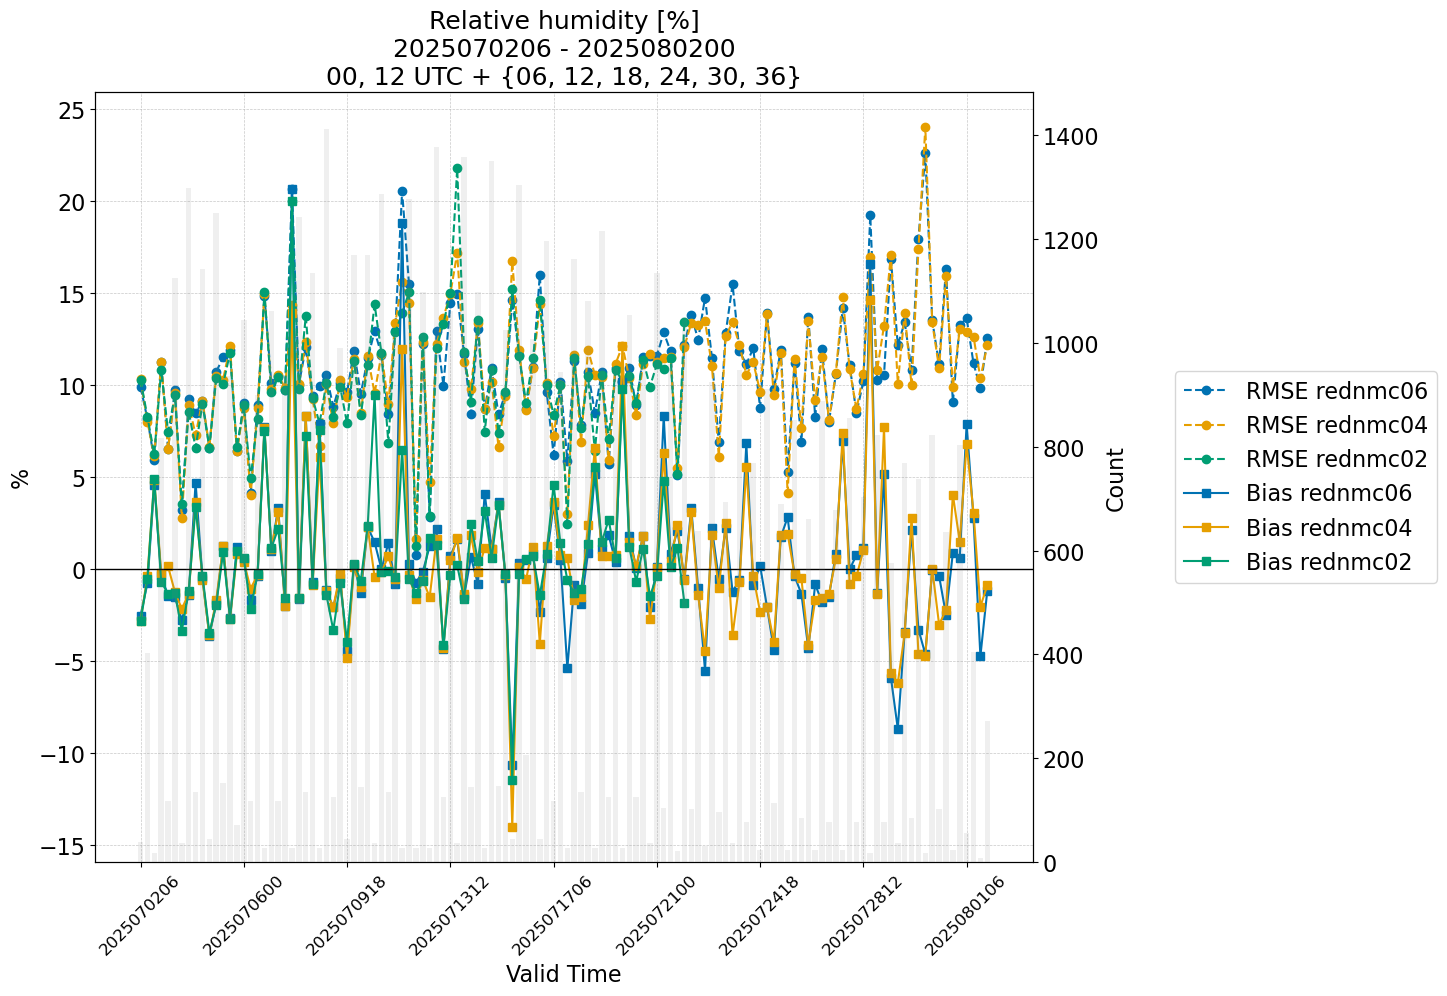 Relative humidity [%]
2025070206 - 2025080200
00, 12 UTC + {06, 12, 18, 24, 30, 36}
%
25
20
15
10
5
0
−5
−10
−15
1400
1200
1000
800
600
400
200
0
Count
2025070206
2025070600
2025070918
2025071312
2025071706
2025072100
2025072418
2025072812
2025080106
Valid Time
RMSE rednmc06
RMSE rednmc04
RMSE rednmc02
Bias rednmc06
Bias rednmc04
Bias rednmc02